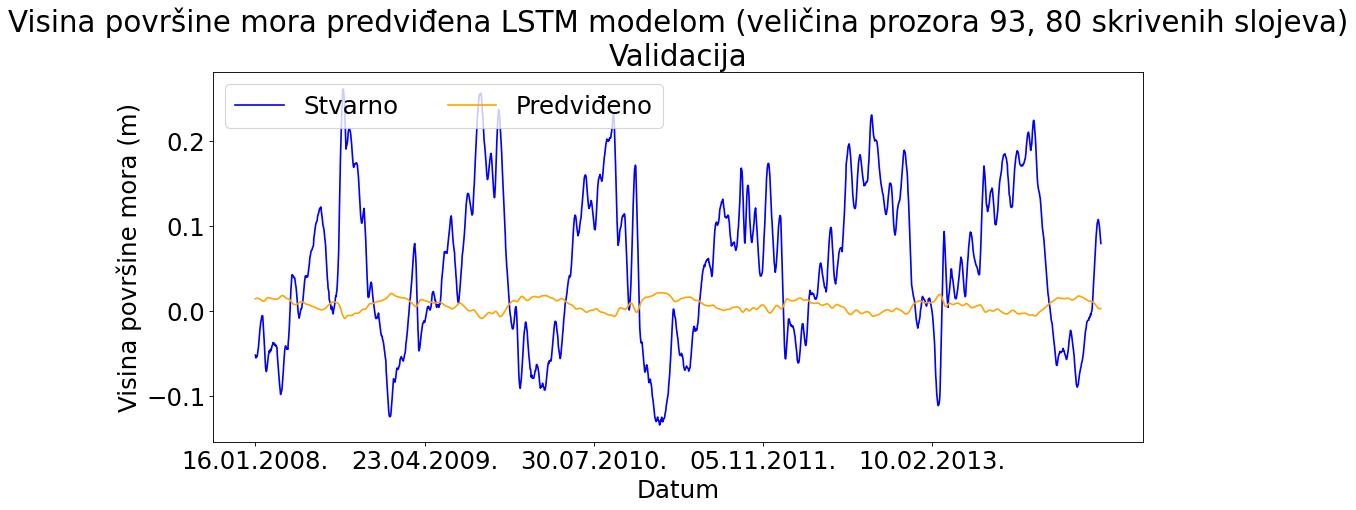 Visina površine mora predviđena LSTM modelom (veličina prozora 93, 80 skrivenih slojeva)
Validacija
Stvarno
Predviđeno
Visina površine mora (m)
0.2
0.1
0.0
−0.1
16.01.2008.
23.04.2009.
30.07.2010.
05.11.2011.
10.02.2013.
Datum